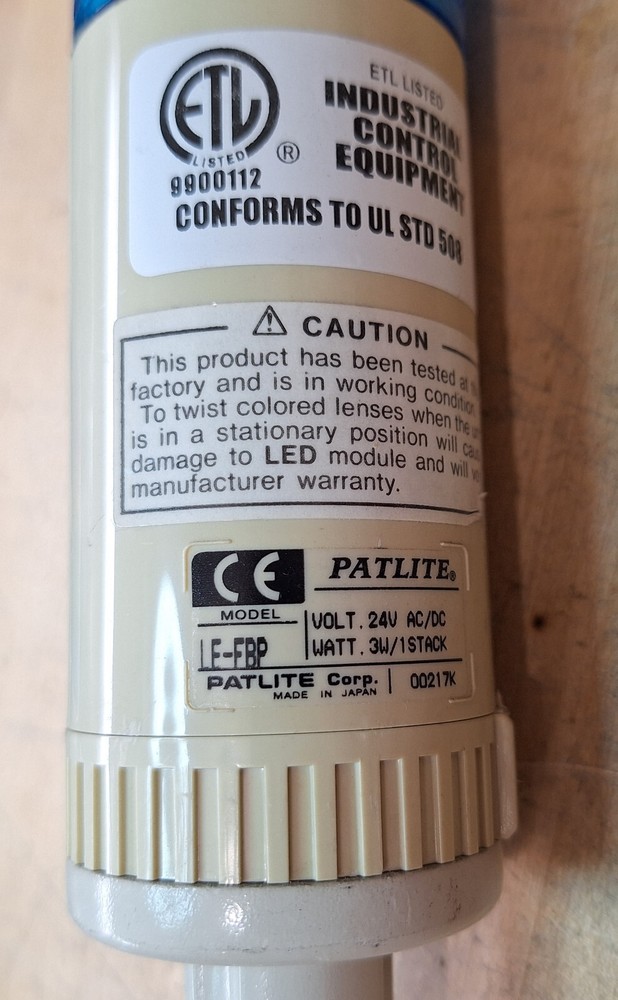 ETL
LISTED
®
9900112
ETL LISTED
INDUSTRIAL
CONTROL
EQUIPMENT
CONFORMS TO UL STD 508
CAUTION
This product has been tested at
factory and is in working condition
To twist colored lenses when the
is in a stationary position will
damage to LED module and will
manufacturer warranty.
CE
PATLITE®
MODEL
LE-FBP
VOLT. 24V AC/DC
WATT. 3W/1STACK
PATLITE Corp.
MADE IN JAPAN
00217K